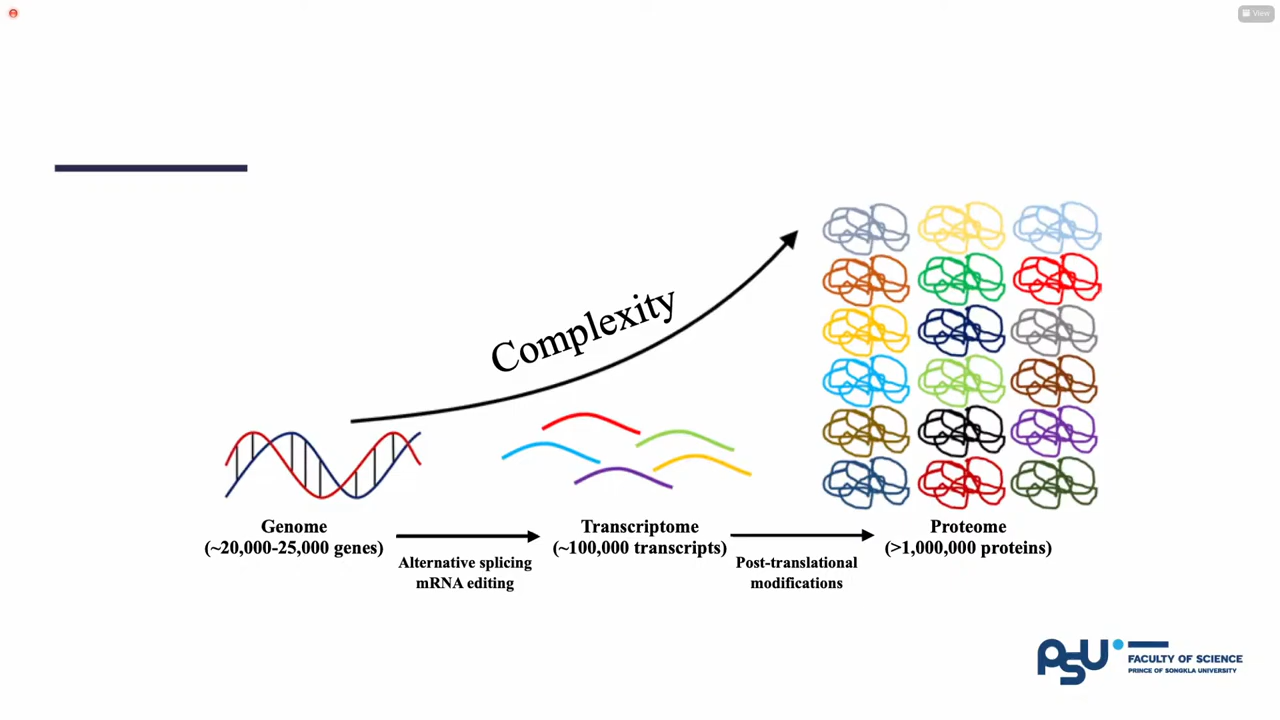 View
Complexity
Genome
(~20,000-25,000 genes)
Alternative splicing
mRNA editing
Transcriptome
(~100,000 transcripts)
Post-translational
modifications
Proteome
(>1,000,000 proteins)
PSU
FACULTY OF SCIENCE
PRINCE OF SONGKLA UNIVERSITY